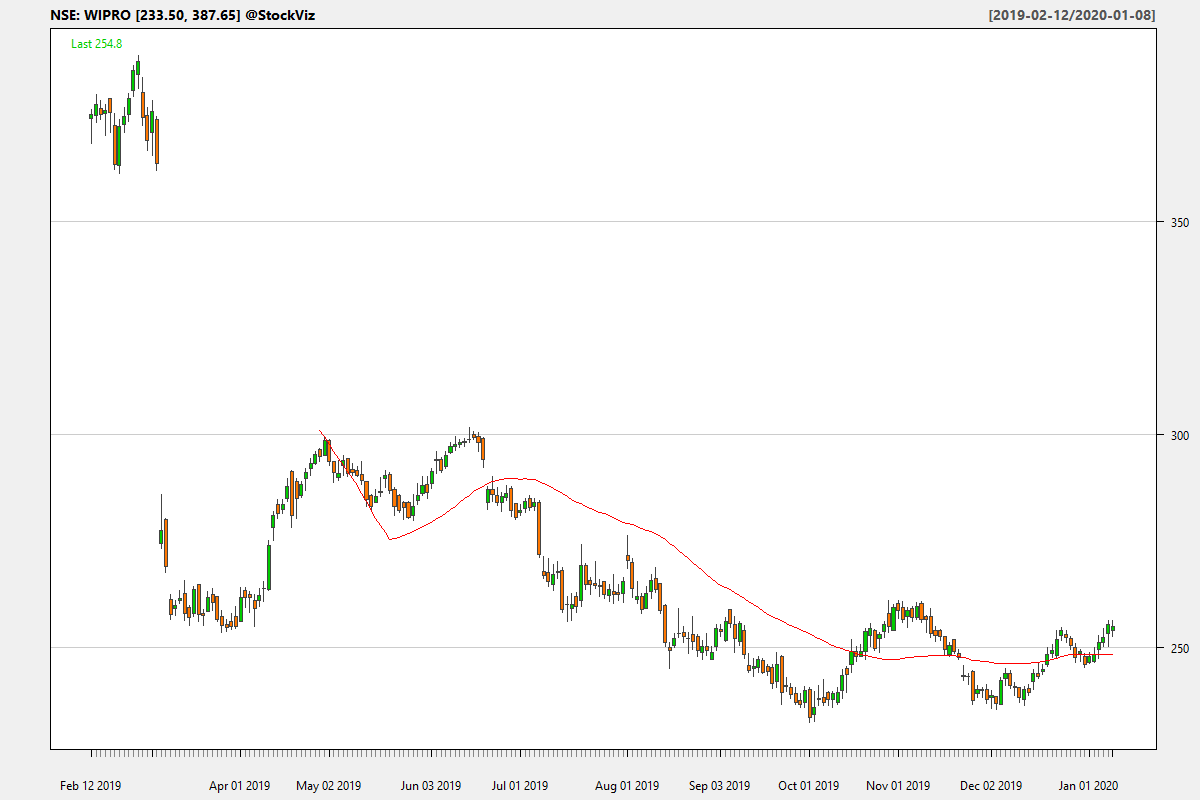 NSE: WIPRO [233.50, 387.65] @StockViz
[2019-02-12/2020-01-08]
Last 254.8
350
300
250
Feb 12 2019
Apr 01 2019
May 02 2019
Jun 03 2019
Jul 01 2019
Aug 01 2019
Sep 03 2019
Oct 01 2019
Nov 01 2019
Dec 02 2019
Jan 01 2020